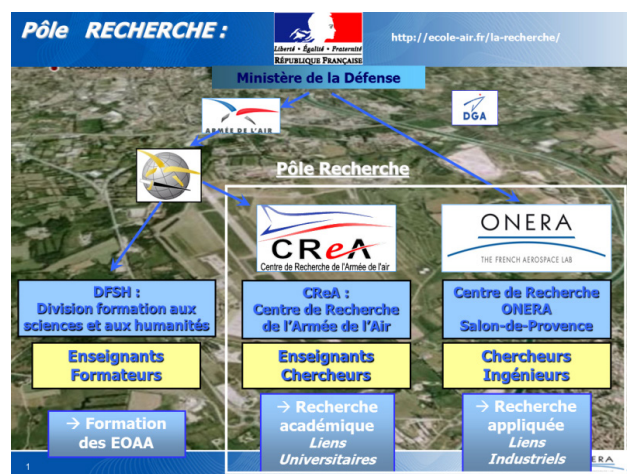 Pôle RECHERCHE :
Liberté • Égalité • Fraternité
RÉPUBLIQUE FRANÇAISE
http://ecole-air.fr/la-recherche/
Ministère de la Défense
ARMÉE DE L'AIR
DGA
Pôle Recherche
CReA
Centre de Recherche de l'Armée de l'air
ONERA
THE FRENCH AEROSPACE LAB
DFSH :
Division formation aux
sciences et aux humanités
CReA :
Centre de Recherche
de l'Armée de l'Air
Centre de Recherche
ONERA
Salon-de-Provence
Enseignants
Formateurs
Enseignants
Chercheurs
Chercheurs
Ingénieurs
→ Formation
des EOAA
→ Recherche
académique
Liens
Universitaires
→ Recherche
appliquée
Liens
Industriels
1
ERA